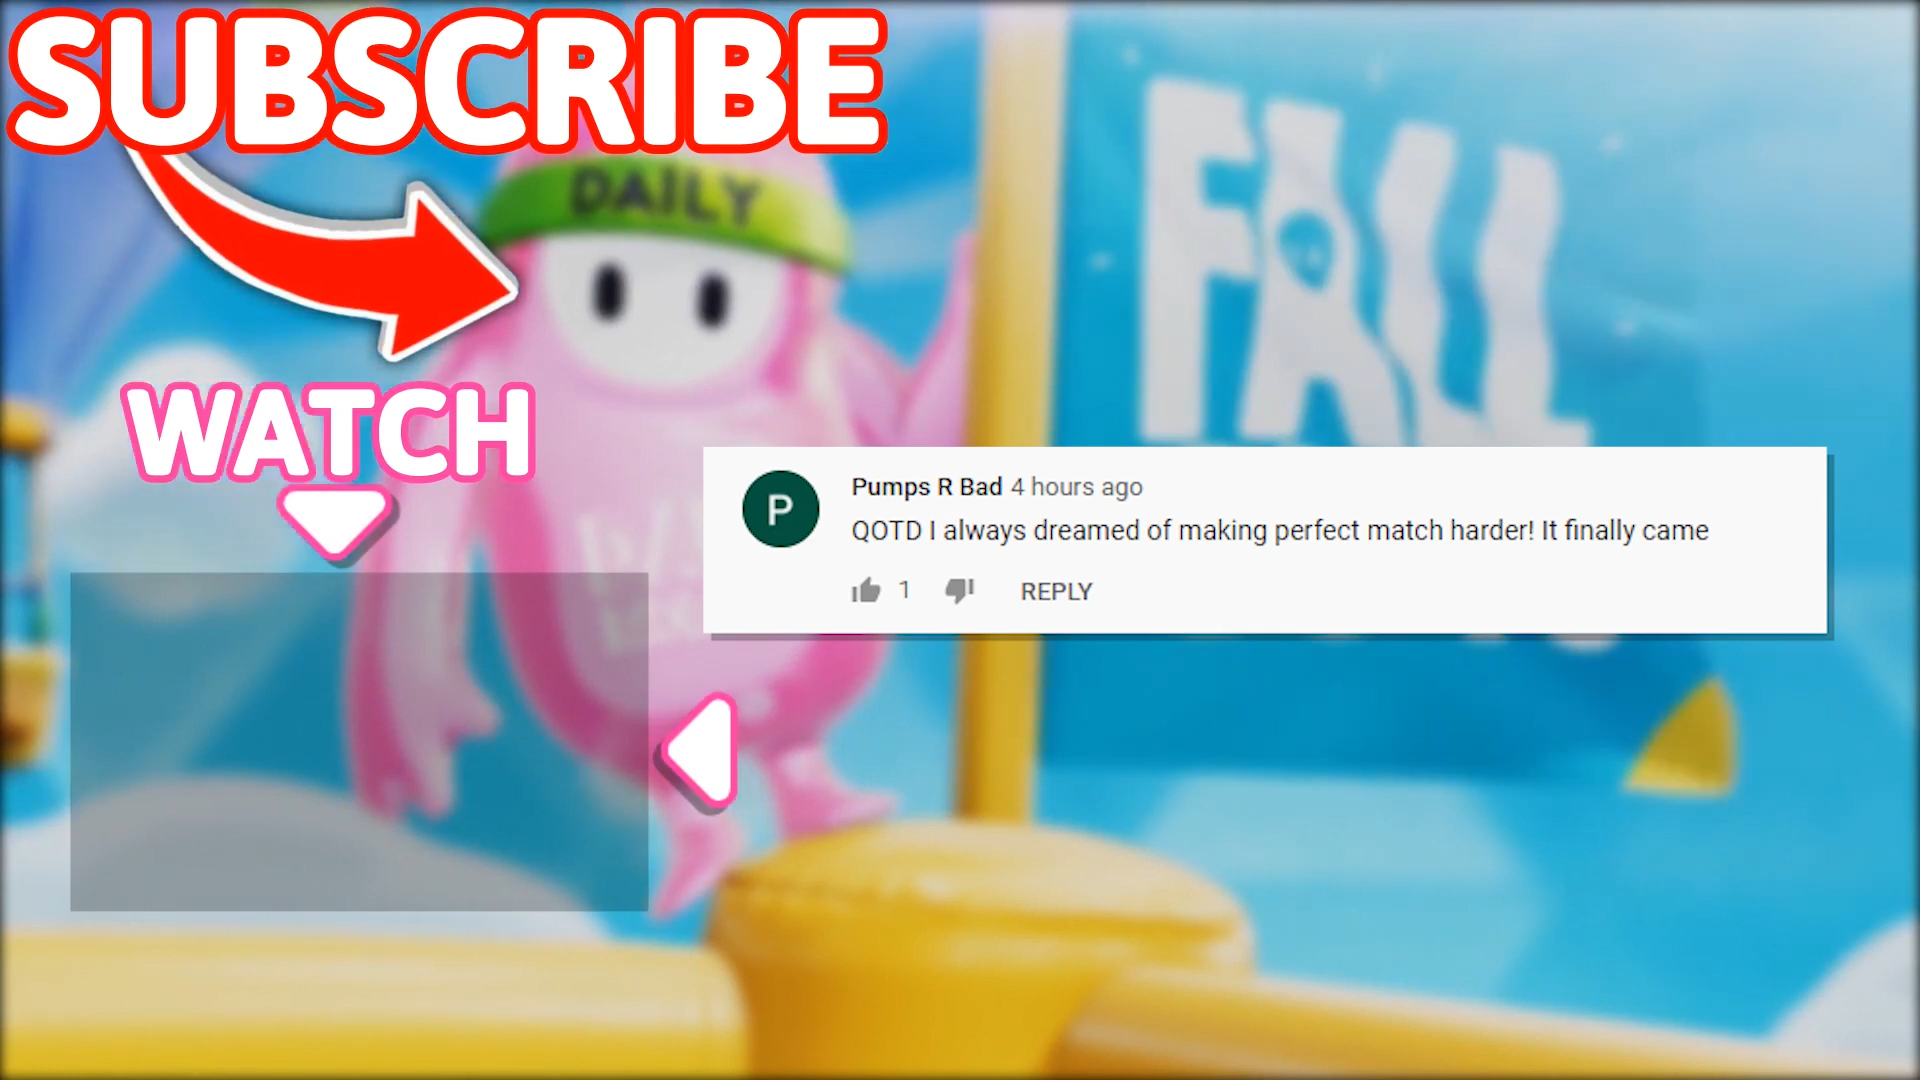 SUBSCRIBE
DAILY
FALL
WATCH
Pumps R Bad 4 hours ago
P
QOTD I always dreamed of making perfect match harder! It finally came
1 REPLY